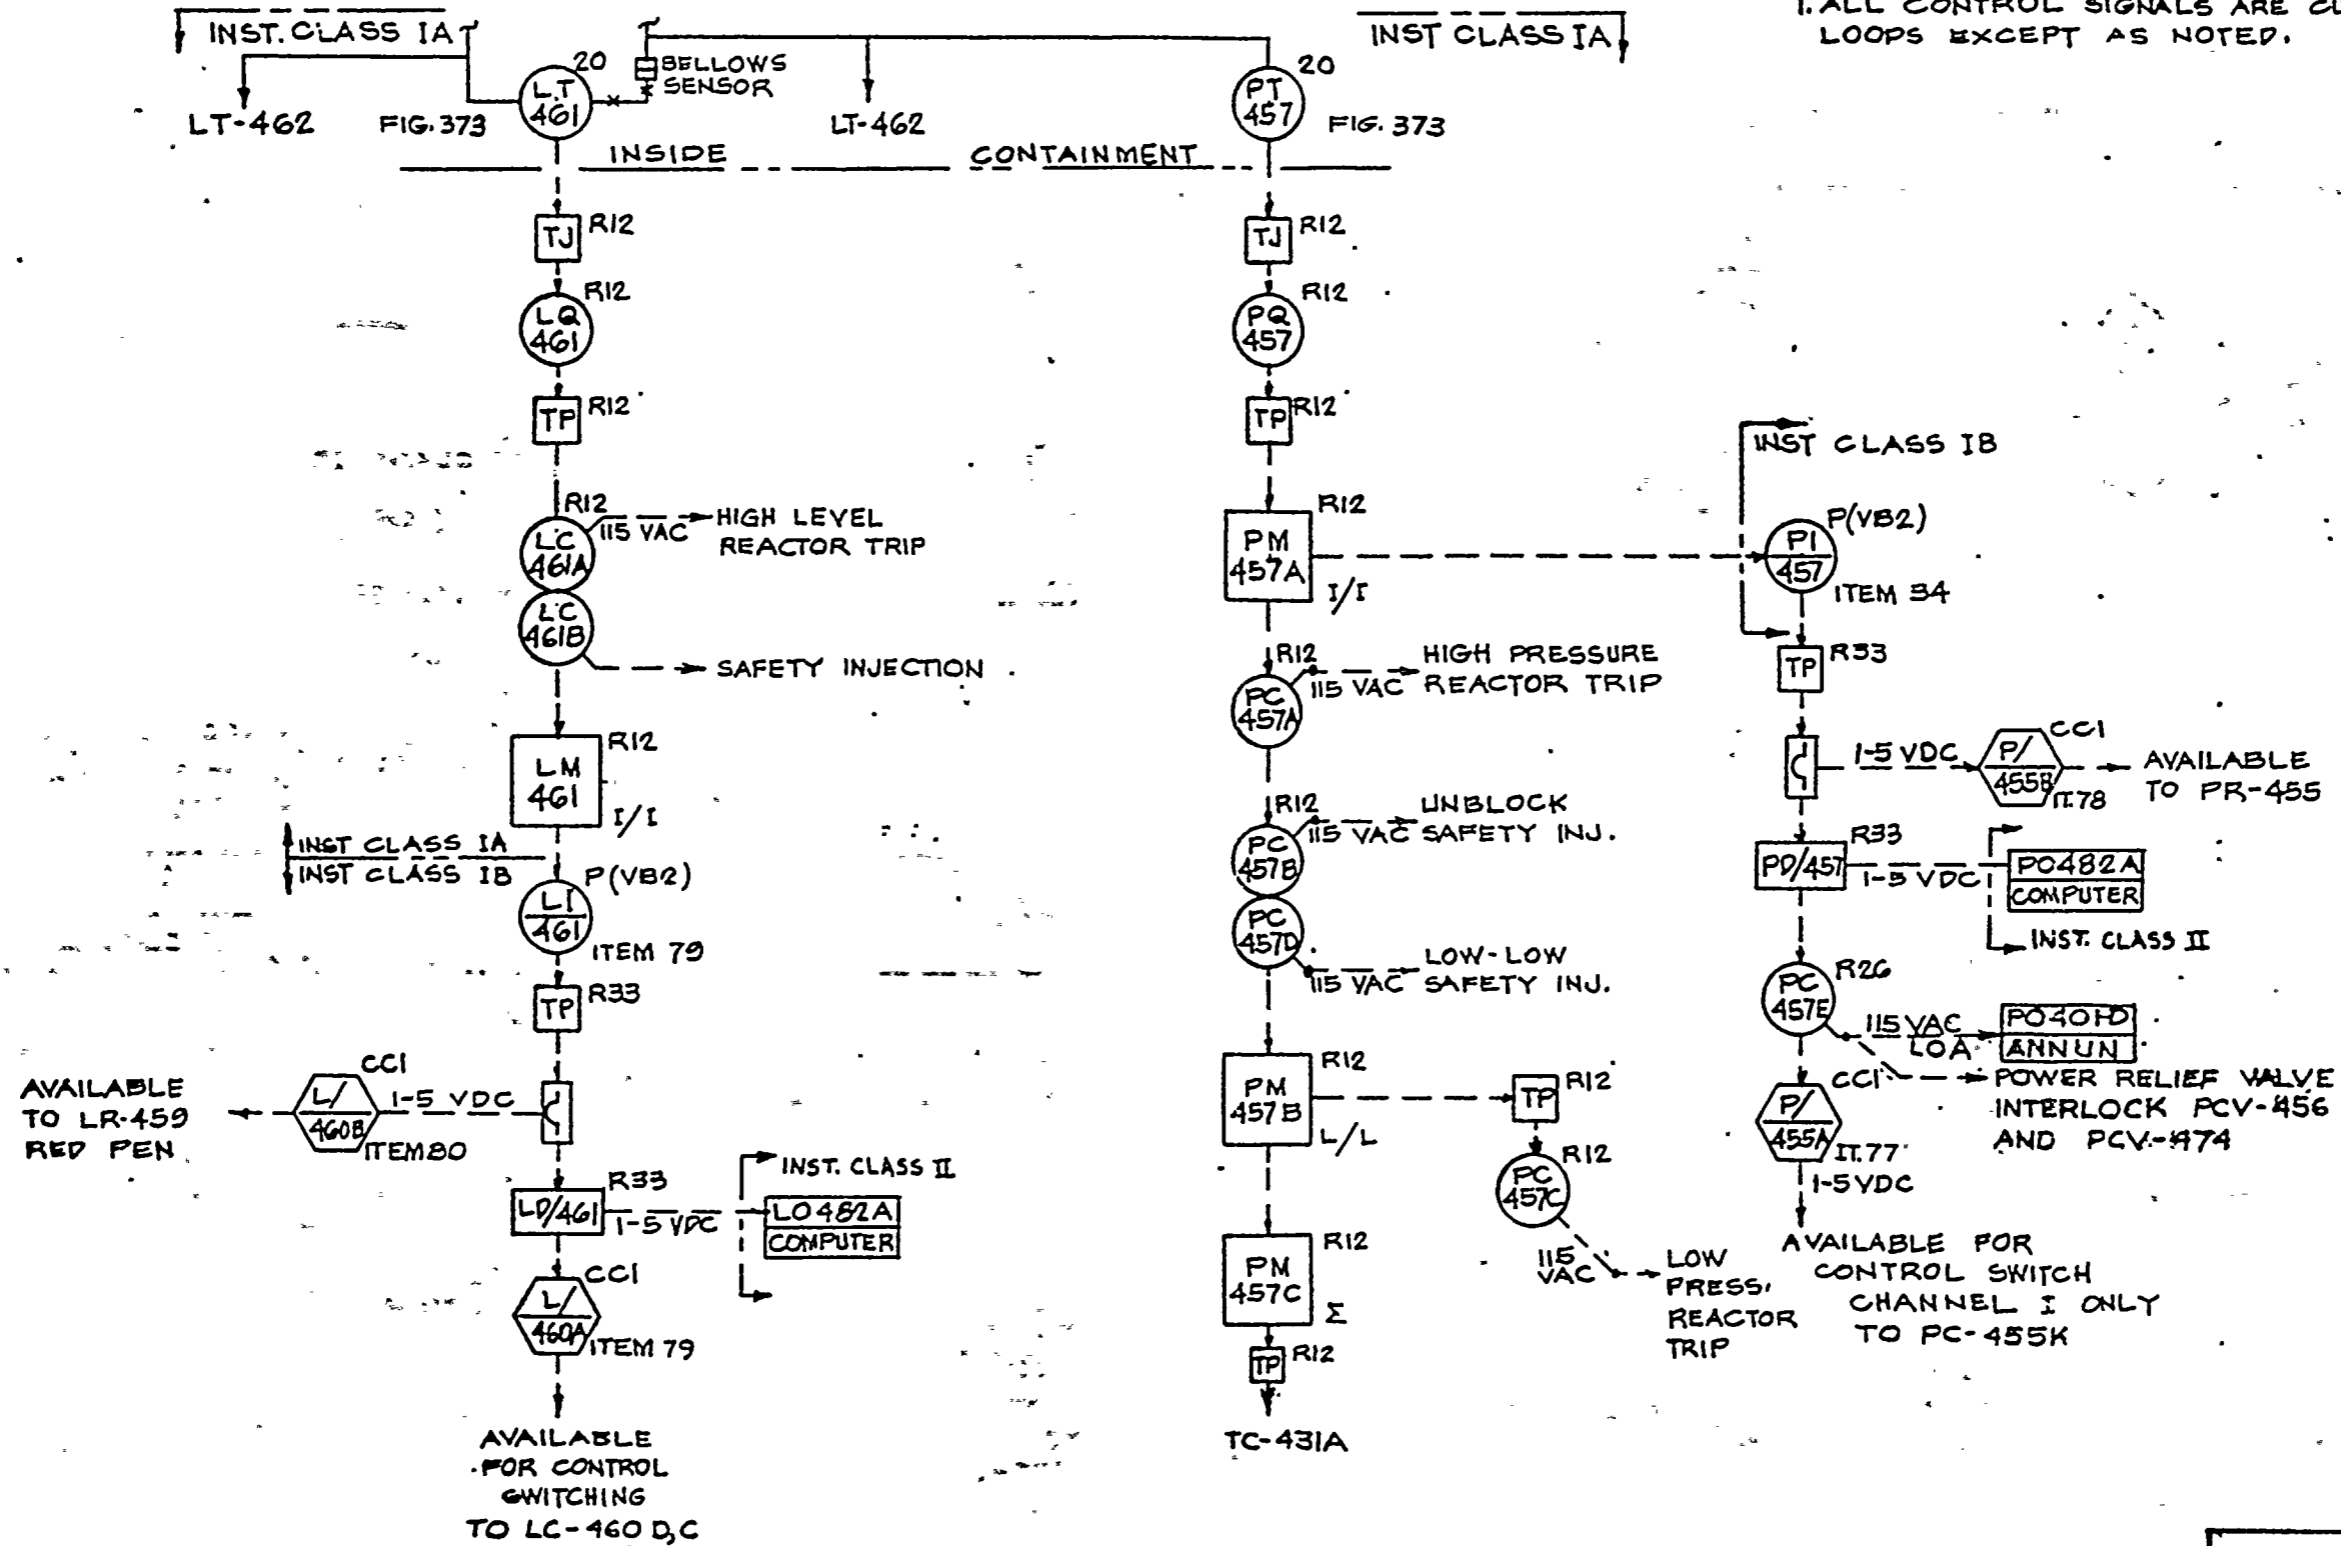 INST. CLASS IA
INST CLASS IA
1. ALL CONTROL SIGNALS ARE
LOOPS EXCEPT AS NOTED.
20
BELLOWS
SENSOR
LT
461
LT-462
FIG. 373
LT-462
20
PT
457
FIG. 373
INSIDE CONTAINMENT
TJ
R12
LQ
461
R12
TP
R12
R12
LC
461A
115 VAC
HIGH LEVEL
REACTOR TRIP
LC
461B
SAFETY INJECTION
LM
461
R12
I/I
INST CLASS IA
INST CLASS IB
P(VB2)
LI
461
ITEM 79
TP
R33
AVAILABLE
TO LR-459
RED PEN
CC1
L/
460B
ITEM 80
1-5 VDC
R33
LD/461
1-5 VDC
INST. CLASS II
L0482A
COMPUTER
CC1
L/
460A
ITEM 79
AVAILABLE
FOR CONTROL
SWITCHING
TO LC-460 D,C
TJ
R12
PQ
457
R12
TP
R12
PM
457A
R12
I/I
R12
PC
457A
115 VAC
HIGH PRESSURE
REACTOR TRIP
R12
PC
457B
115 VAC
UNBLOCK
SAFETY INJ.
PC
457D
115 VAC
LOW-LOW
SAFETY INJ.
PM
457B
R12
L/L
TP
R12
PC
457C
R12
115
VAC
LOW
PRESS.
REACTOR
TRIP
PM
457C
R12
Σ
TP
R12
TC-431A
INST CLASS IB
P(VB2)
PI
457
ITEM 34
TP
R33
1-5 VDC
CC1
P/
455B
IT.78
AVAILABLE
TO PR-455
R33
PD/457
1-5 VDC
P0482A
COMPUTER
INST. CLASS II
R26
PC
457E
115 VAC
LOA
P0401D
ANNUN
POWER RELIEF VALVE
INTERLOCK PCV-456
AND PCV-474
CC1
P/
455A
IT.77
1-5 VDC
AVAILABLE FOR
CONTROL SWITCH
CHANNEL I ONLY
TO PC-455K